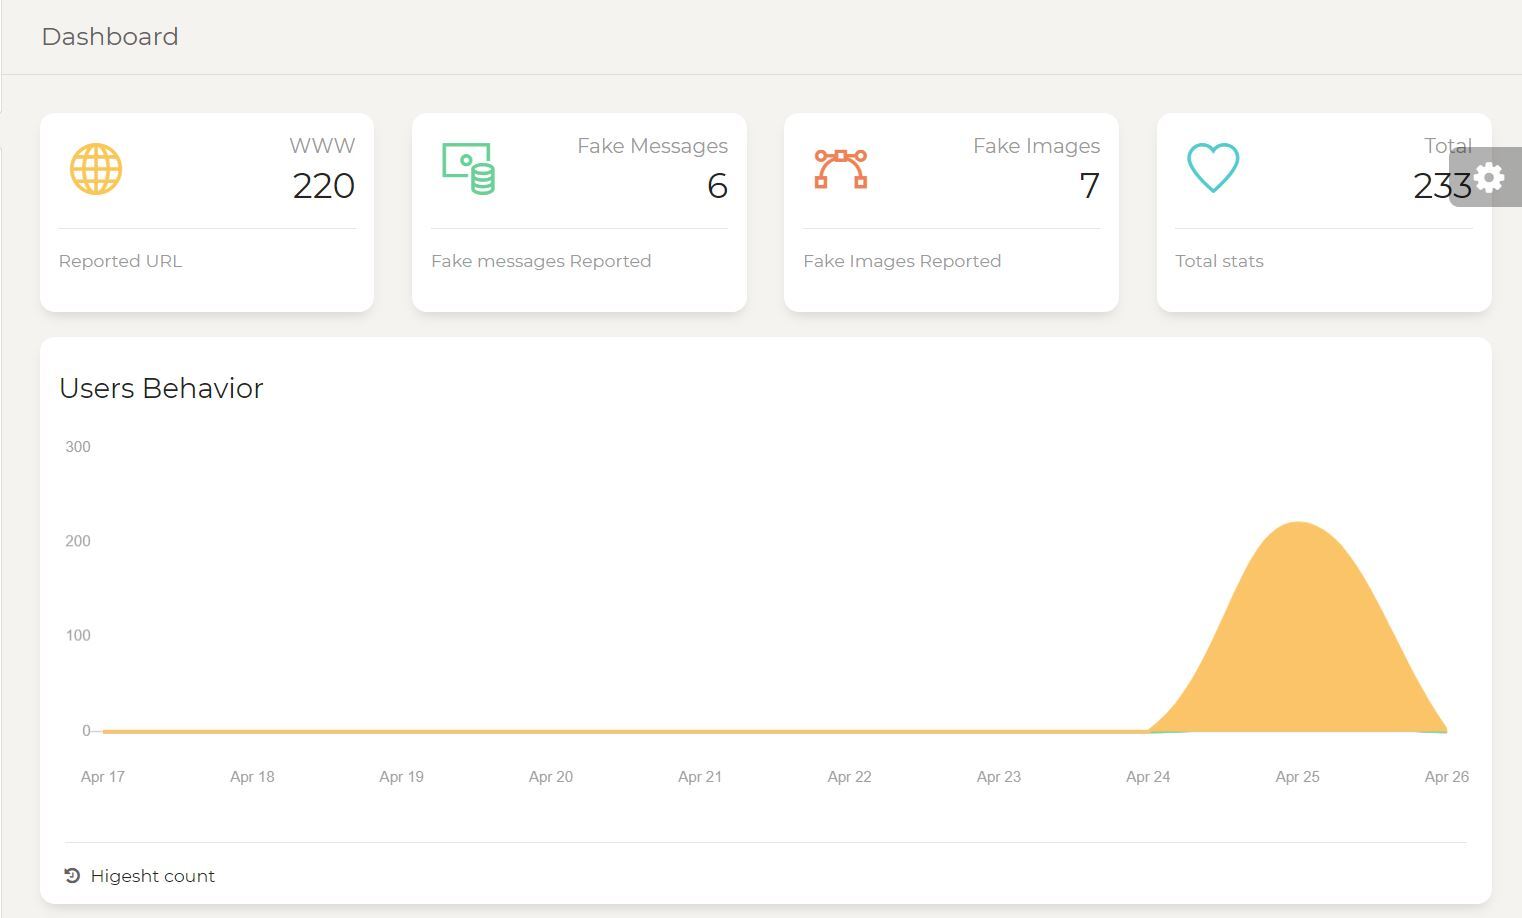 Dashboard
WWW
220
Reported URL
Fake Messages
6
Fake messages Reported
Fake Images
7
Fake Images Reported
Total
233
Total stats
Users Behavior
300
200
100
0
Apr 17 Apr 18 Apr 19 Apr 20 Apr 21 Apr 22 Apr 23 Apr 24 Apr 25 Apr 26
Higesht count